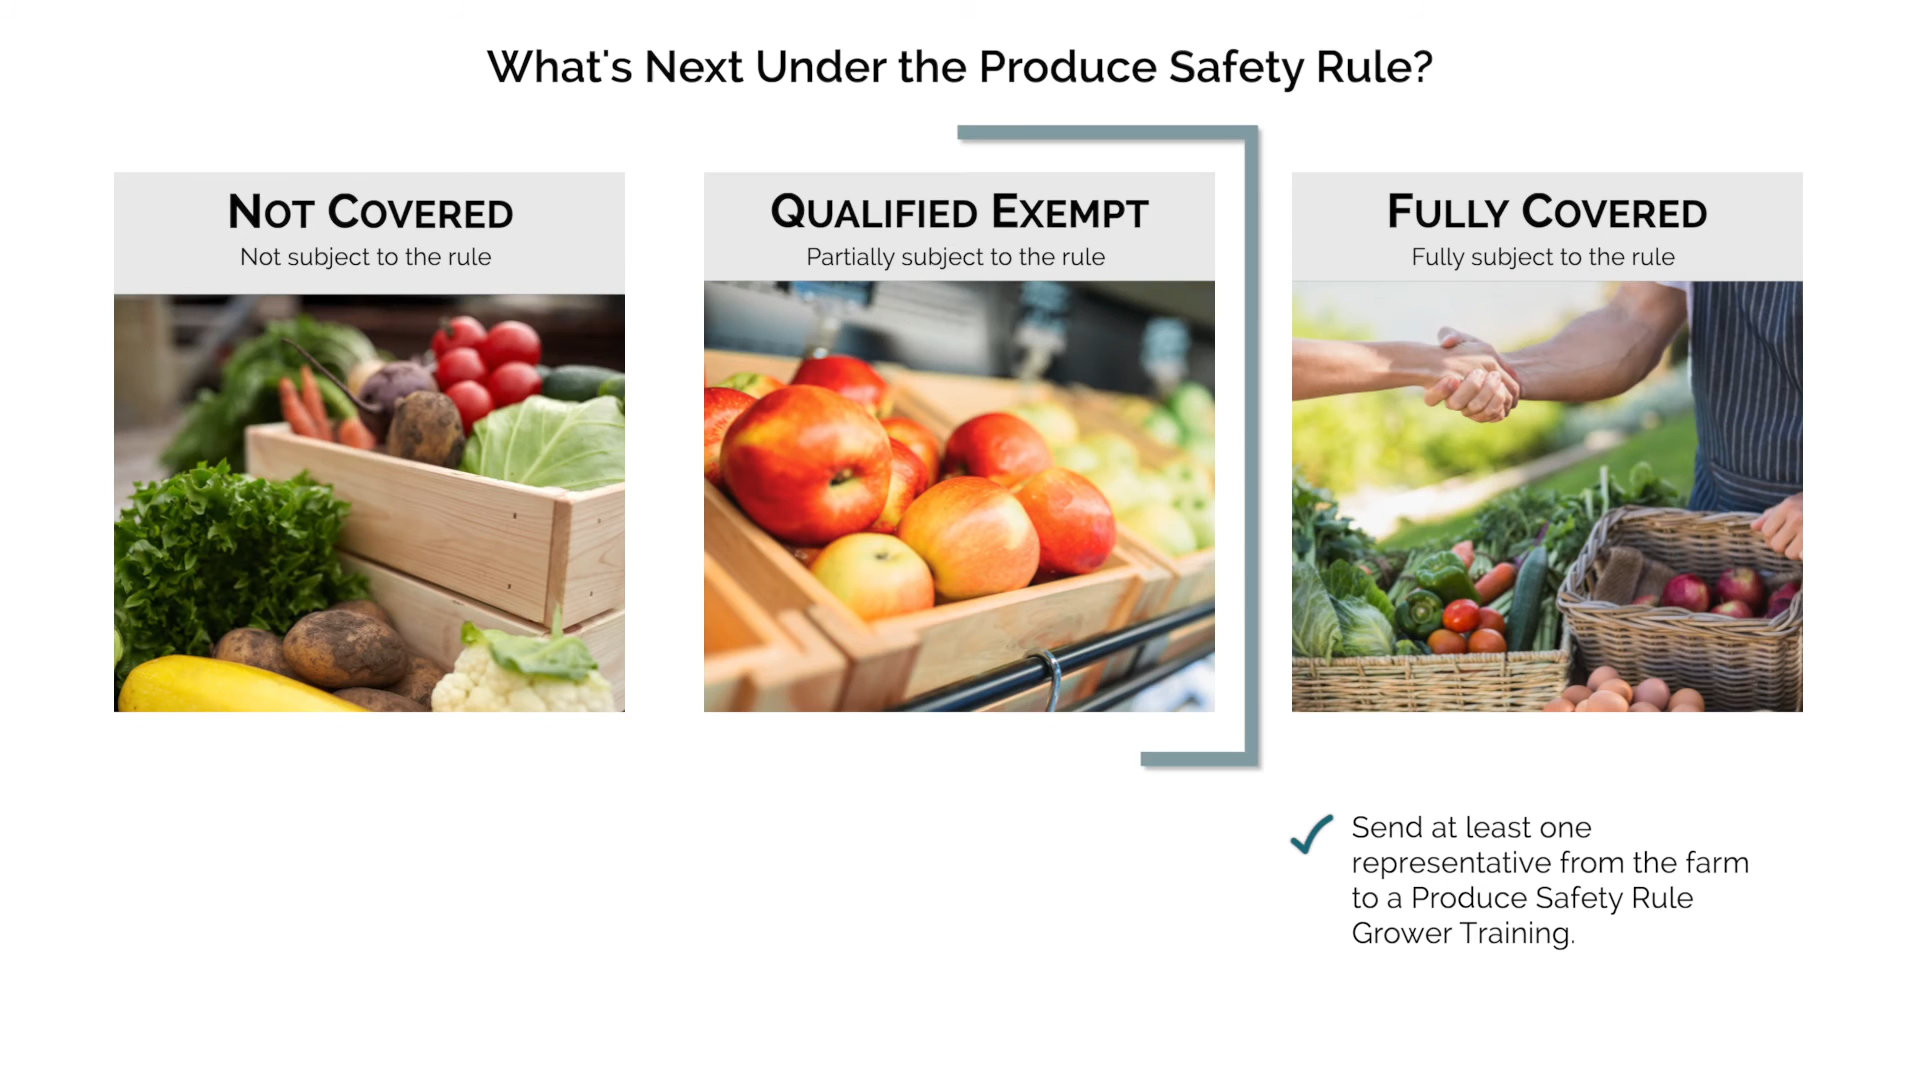 What's Next Under the Produce Safety Rule?
NOT COVERED
Not subject to the rule
QUALIFIED EXEMPT
Partially subject to the rule
FULLY COVERED
Fully subject to the rule
Send at least one
representative from the farm
to a Produce Safety Rule
Grower Training.